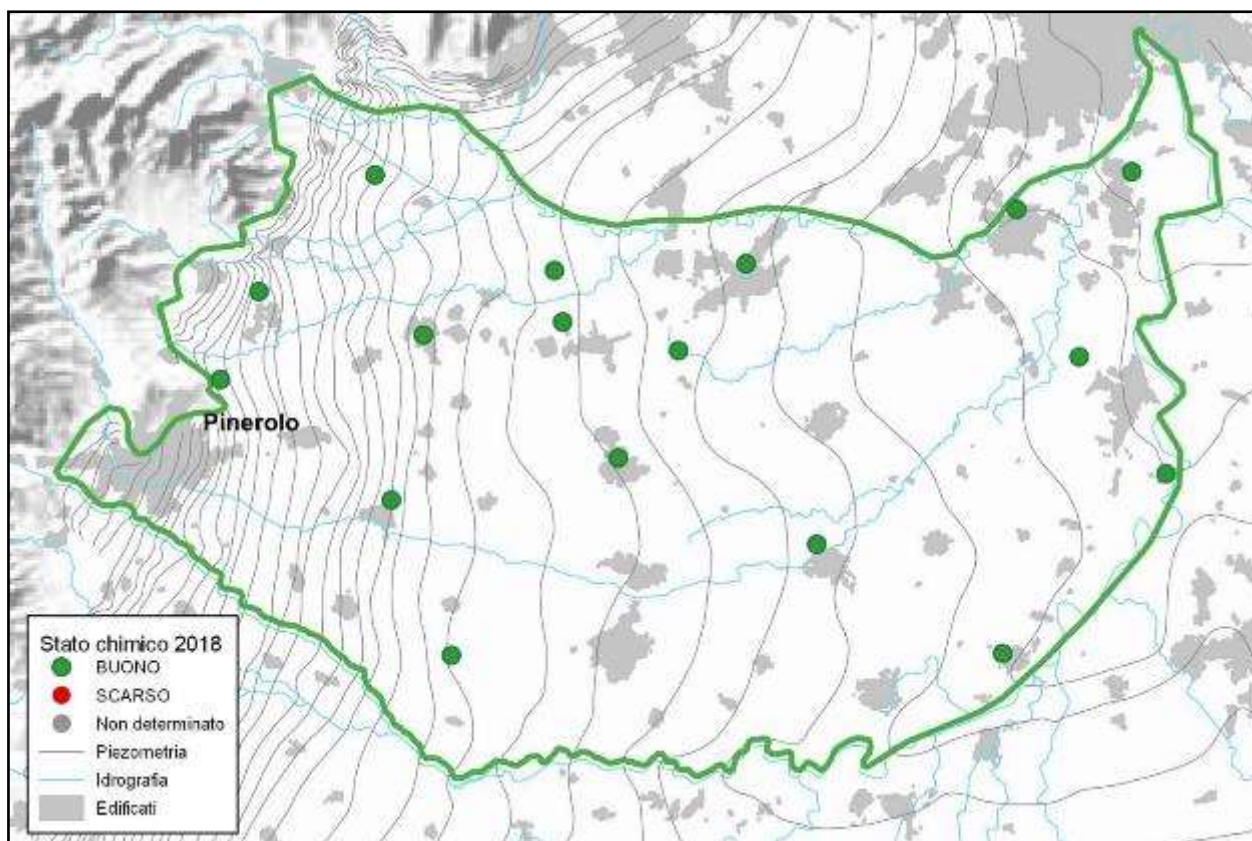 Pinerolo
Stato chimico 2018
BUONO
SCARSO
Non determinato
Piezometria
Idrografia
Edificati